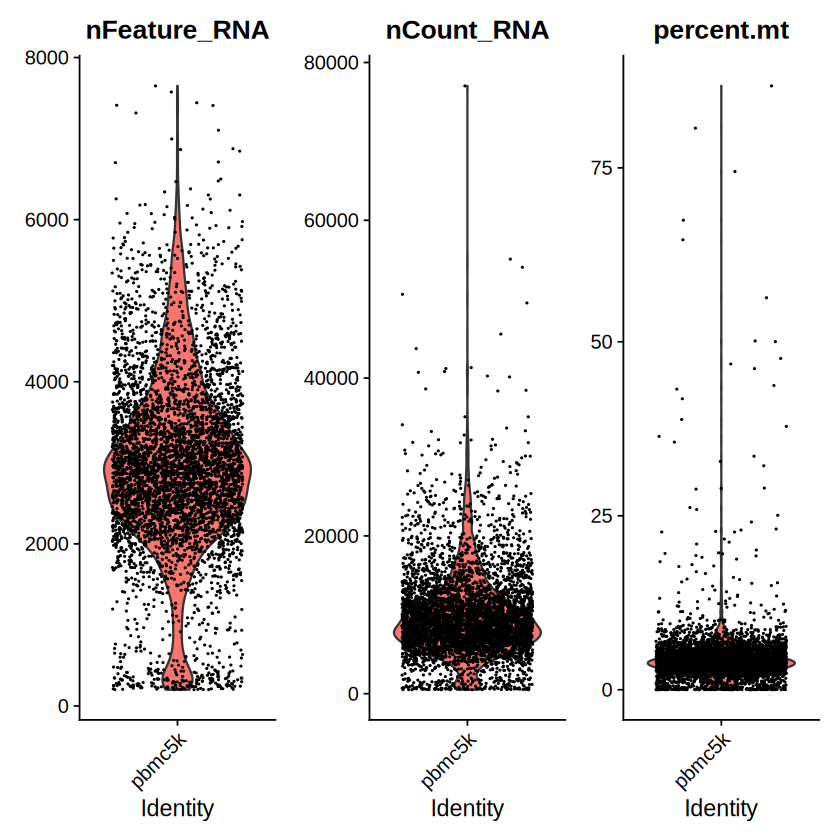 nFeature_RNA
8000
6000
4000
2000
0
pbmc5k
Identity
nCount_RNA
80000
60000
40000
20000
0
pbmc5k
Identity
percent.mt
75
50
25
0
pbmc5k
Identity